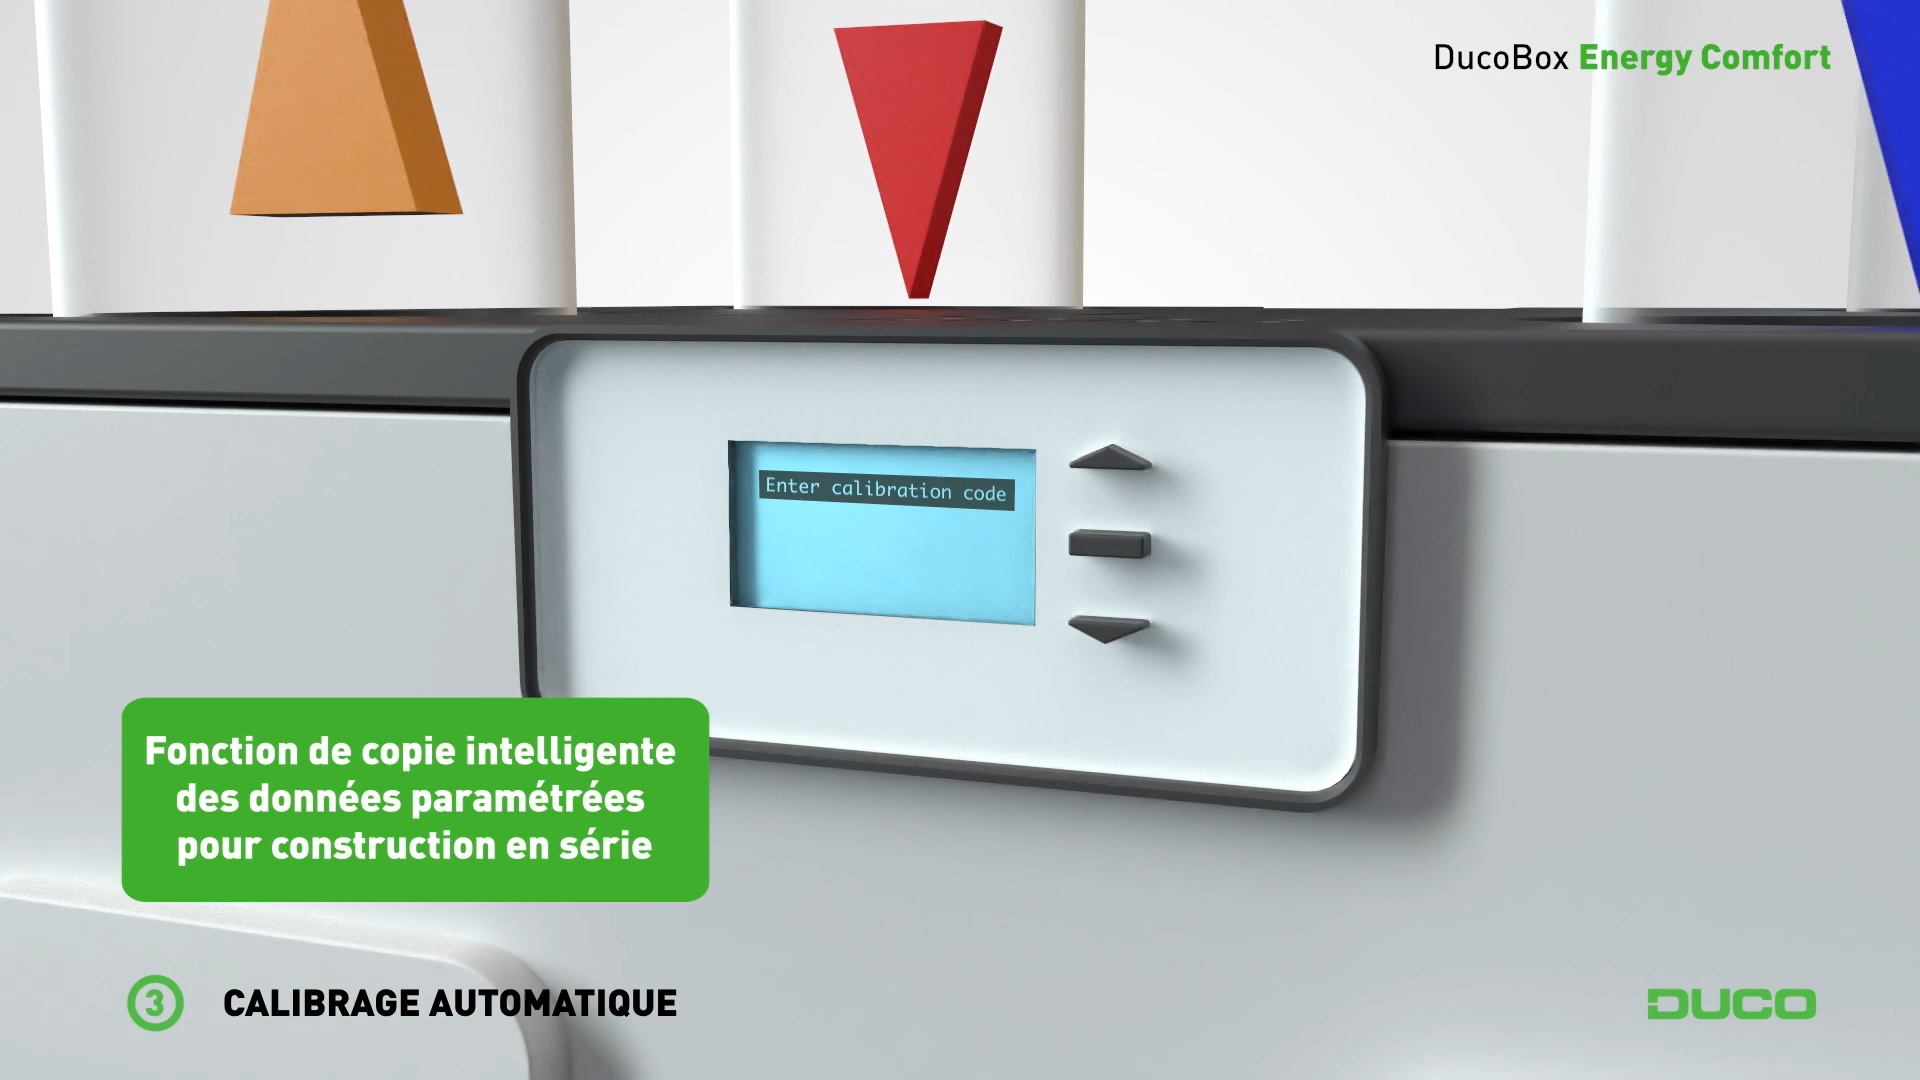 DucoBox Energy Comfort
Enter calibration code
Fonction de copie intelligente
des données paramétrées
pour construction en série
3 CALIBRAGE AUTOMATIQUE
DUCO